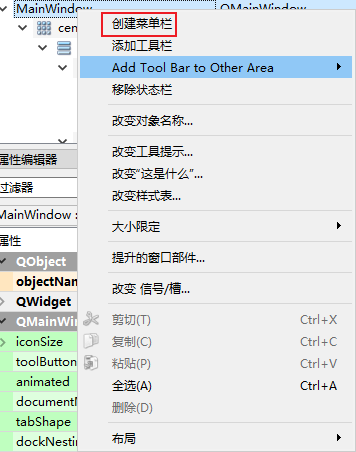 MainWindow QMainWindow
创建菜单栏
cen
添加工具栏
Add Tool Bar to Other Area
移除状态栏
改变对象名称...
属性编辑器
改变工具提示...
过滤器
改变“这是什么”...
改变样式表...
MainWindow :
大小限定
属性
提升的窗口部件...
QObject
objectNam
改变 信号/槽...
QWidget
QMainWin
剪切(T) Ctrl+X
iconSize
复制(C) Ctrl+C
toolButton
粘贴(P) Ctrl+V
animated
全选(A) Ctrl+A
documentM
删除(D)
tabShape
布局
dockNestin